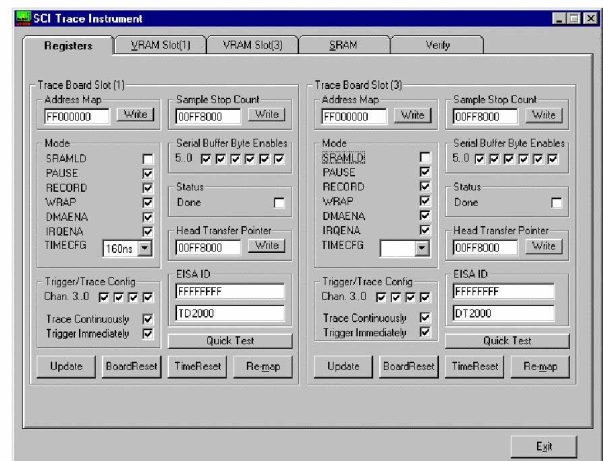 SCI Trace Instrument
Registers VRAM Slot(1) VRAM Slot(3) SRAM Verify
Trace Board Slot (1)
Address Map
FF000000 Write
Sample Stop Count
00FF8000 Write
Mode
SRAMLD
PAUSE
RECORD
WRAP
DMAENA
IRQENA
TIMECFG 160ns
Serial Buffer Byte Enables
5..0
Status
Done
Head Transfer Pointer
00FF8000 Write
Trigger/Trace Config
Chan. 3..0
Trace Continuously
Trigger Immediately
EISA ID
FFFFFFFF
TD2000
Quick Test
Update BoardReset TimeReset Re-map
Trace Board Slot (3)
Address Map
FF000000 Write
Sample Stop Count
00FF8000 Write
Mode
SRAMLD
PAUSE
RECORD
WRAP
DMAENA
IRQENA
TIMECFG
Serial Buffer Byte Enables
5..0
Status
Done
Head Transfer Pointer
00FF8000 Write
Trigger/Trace Config
Chan. 3..0
Trace Continuously
Trigger Immediately
EISA ID
FFFFFFFF
DT2000
Quick Test
Update BoardReset TimeReset Re-map
Exit